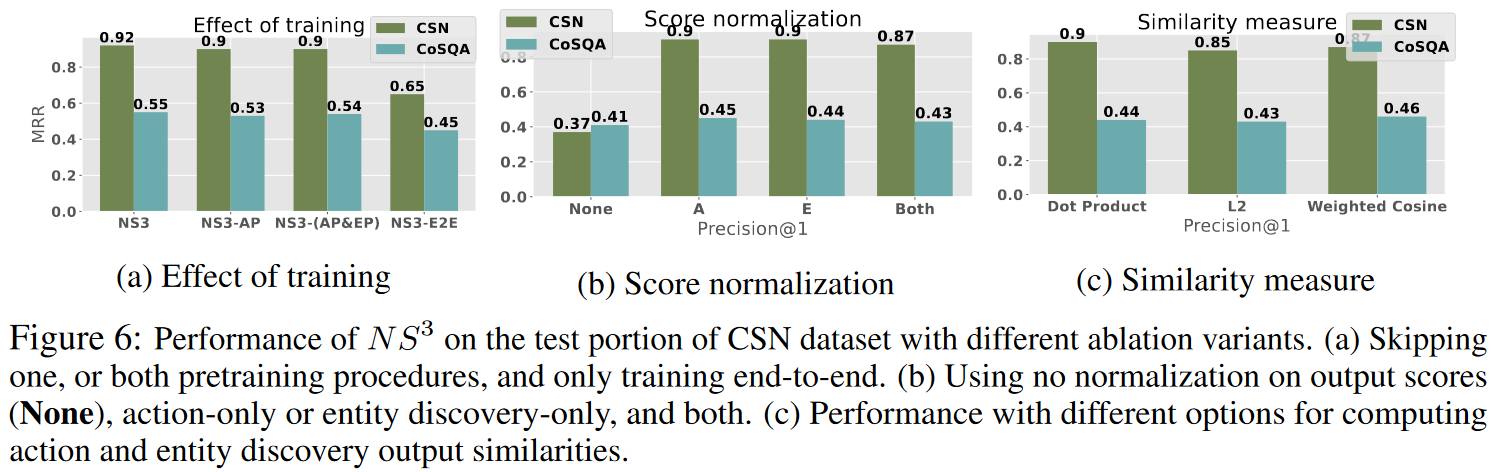 Effect of training
CSN
CoSQA
0.92
0.9
0.9
0.65
0.55
0.53
0.54
0.45
MRR
0.8
0.6
0.4
0.2
0.0
NS3
NS3-AP
NS3-(AP&EP)
NS3-E2E
(a) Effect of training
Score normalization
CSN
CoSQA
0.37
0.41
0.9
0.45
0.9
0.44
0.87
0.43
0.8
0.6
0.4
0.2
0.0
None
A
E
Both
Precision@1
(b) Score normalization
Similarity measure
CSN
CoSQA
0.9
0.44
0.85
0.43
0.87
0.46
0.8
0.6
0.4
0.2
0.0
Dot Product
L2
Weighted Cosine
Precision@1
(c) Similarity measure
Figure 6: Performance of NS³ on the test portion of CSN dataset with different ablation variants. (a) Skipping
one, or both pretraining procedures, and only training end-to-end. (b) Using no normalization on output scores
(None), action-only or entity discovery-only, and both. (c) Performance with different options for computing
action and entity discovery output similarities.